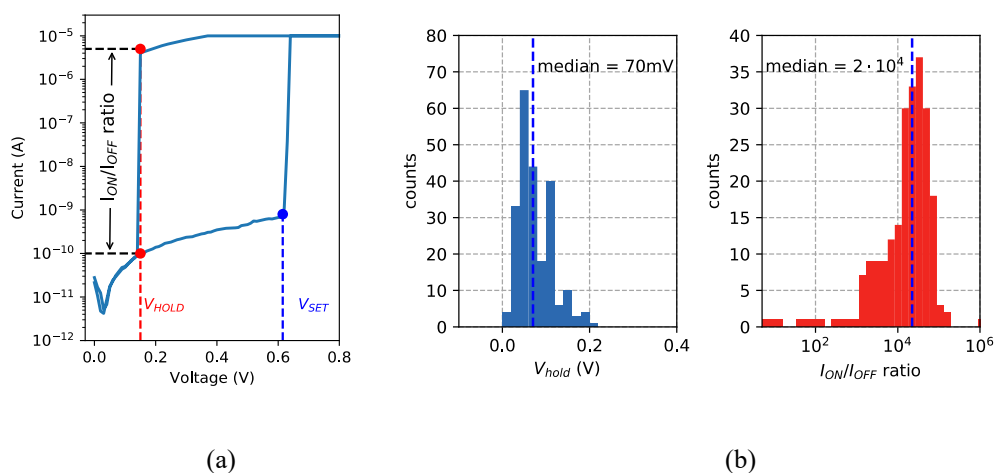 10⁻⁵
10⁻⁶
10⁻⁷
10⁻⁸
10⁻⁹
10⁻¹⁰
10⁻¹¹
10⁻¹²
Current (A)
I_ON/I_OFF ratio
V_HOLD
V_SET
0.0 0.2 0.4 0.6 0.8
Voltage (V)
(a)
80
70
60
50
40
30
20
10
0
counts
median = 70mV
0.0 0.2 0.4
V_hold (V)
40
35
30
25
20
15
10
5
0
counts
median = 2 · 10⁴
10² 10⁴ 10⁶
I_ON/I_OFF ratio
(b)